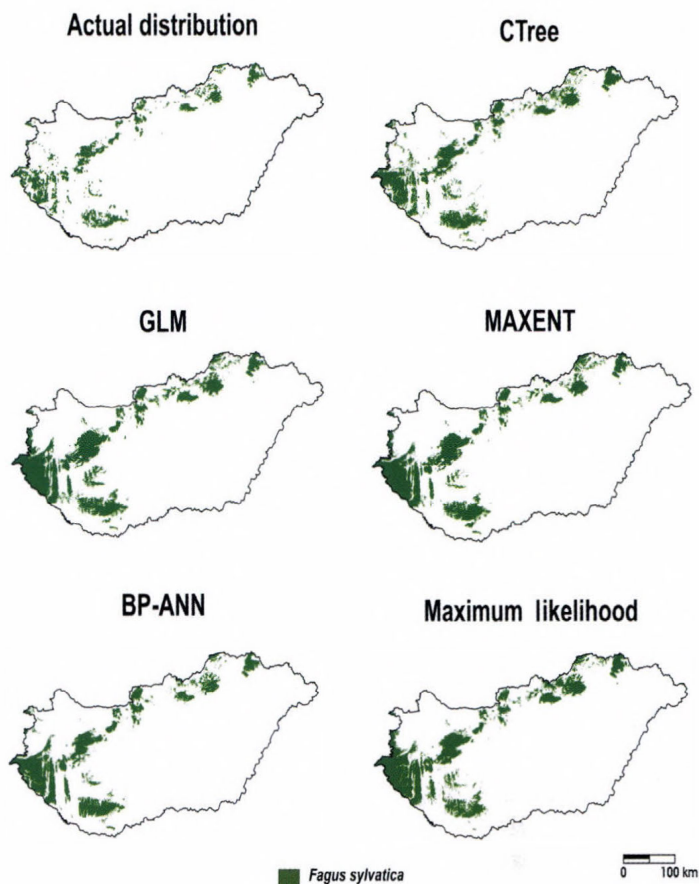 Actual distribution
CTree
GLM
MAXENT
BP-ANN
Maximum likelihood
Fagus sylvatica
0 100 km